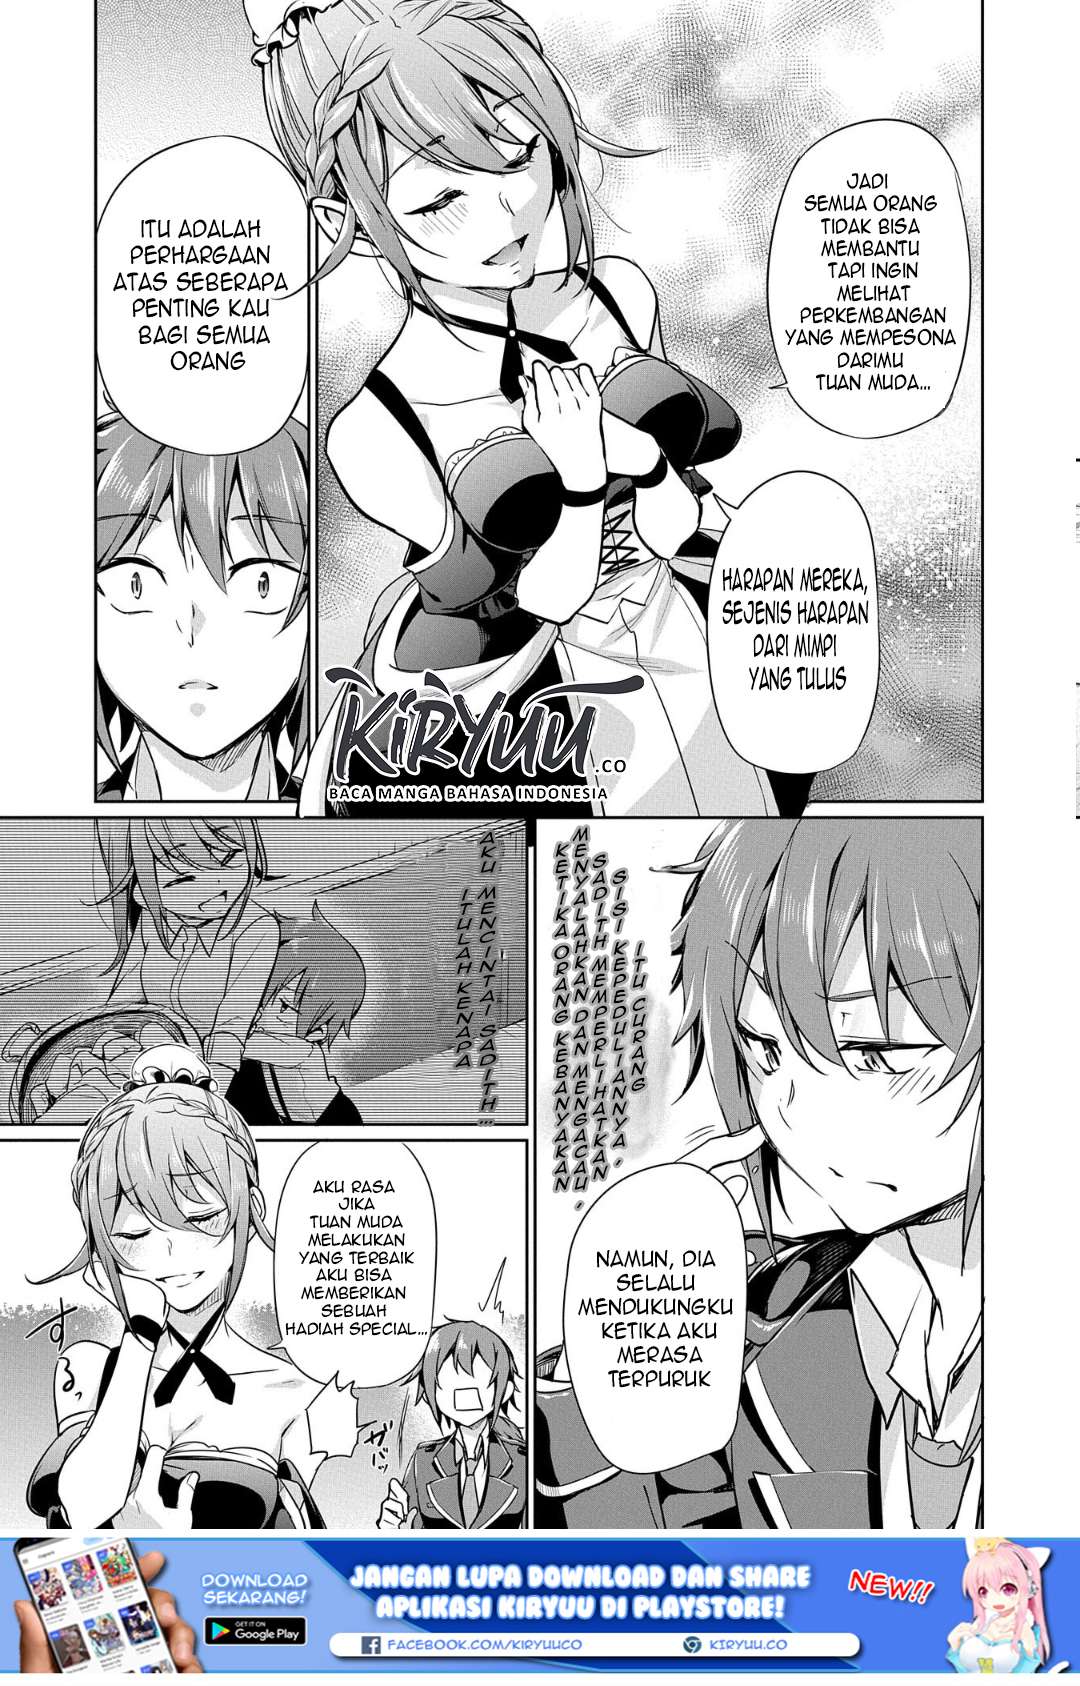 JADI
SEMUA ORANG
TIDAK BISA
MEMBANTU
TAPI INGIN
MELIHAT
PERKEMBANGAN
YANG MEMPESONA
DARIMU
TUAN MUDA...
HARAPAN MEREKA,
SEJENIS HARAPAN
DARI MIMPI
YANG TULUS
ITU ADALAH
PERHARGAAN
ATAS SEBERAPA
PENTING KAU
BAGI SEMUA
ORANG
KIRYUU.CO
BACA MANGA BAHASA INDONESIA
ITU CURANG
SISI KEPEDULIANNYA,
SADITH MEMPERLIHATKAN
MENYALAHKAN DAN MENGACAU,
KETIKA ORANG KEBANYAKAN
NAMUN, DIA
SELALU
MENDUKUNGKU
KETIKA AKU
MERASA
TERPURUK
AKU MENCINTAI SADITH...
ITULAH KENAPA
AKU RASA
JIKA
TUAN MUDA
MELAKUKAN
YANG TERBAIK
AKU BISA
MEMBERIKAN
SEBUAH
HADIAH SPECIAL...
ガバッ
DOWNLOAD
SEKARANG!
GET IT ON
Google Play
JANGAN LUPA DOWNLOAD DAN SHARE
APLIKASI KIRYUU DI PLAYSTORE!
FACEBOOK.COM/KIRYUUCO
KIRYUU.CO
NEW!!